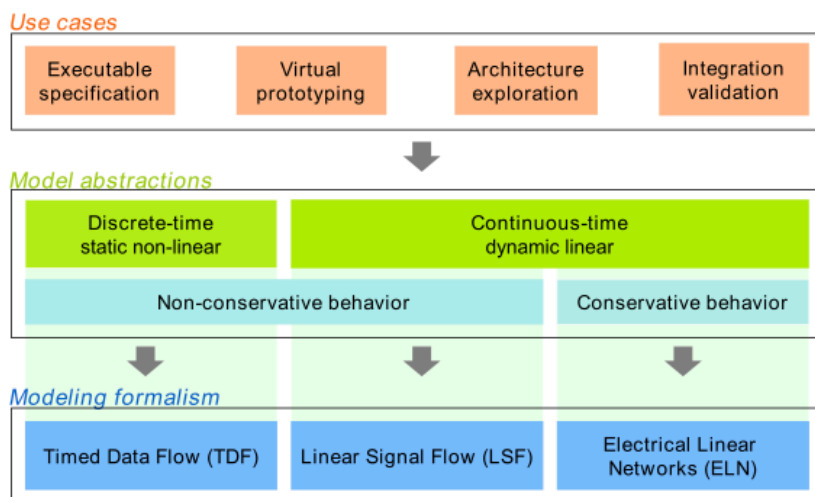 Use cases
Executable
specification
Virtual
prototyping
Architecture
exploration
Integration
validation
Model abstractions
Discrete-time
static non-linear
Continuous-time
dynamic linear
Non-conservative behavior
Conservative behavior
Modeling formalism
Timed Data Flow (TDF)
Linear Signal Flow (LSF)
Electrical Linear
Networks (ELN)